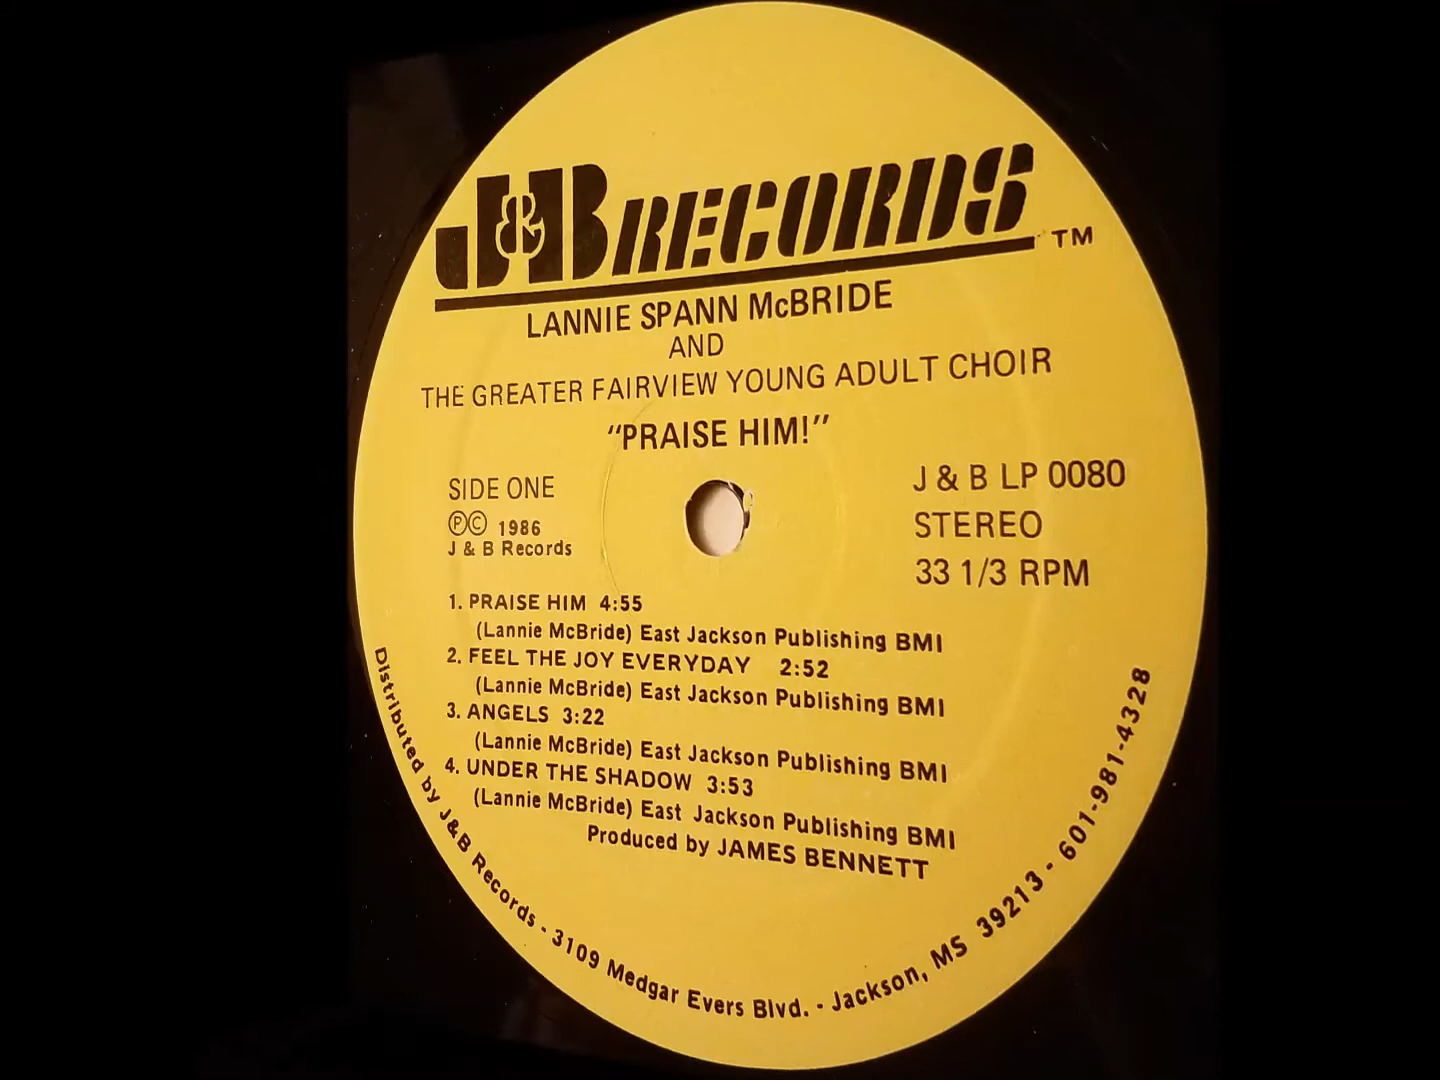 J&B RECORDS TM
LANNIE SPANN McBRIDE
AND
THE GREATER FAIRVIEW YOUNG ADULT CHOIR
"PRAISE HIM!"
SIDE ONE
ⓅⒸ 1986
J & B Records
J & B LP 0080
STEREO
33 1/3 RPM
1. PRAISE HIM 4:55
(Lannie McBride) East Jackson Publishing BMI
2. FEEL THE JOY EVERYDAY 2:52
(Lannie McBride) East Jackson Publishing BMI
3. ANGELS 3:22
(Lannie McBride) East Jackson Publishing BMI
4. UNDER THE SHADOW 3:53
(Lannie McBride) East Jackson Publishing BMI
Produced by JAMES BENNETT
Distributed by J&B Records - 3109 Medgar Evers Blvd. - Jackson, MS 39213 - 601-981-4328